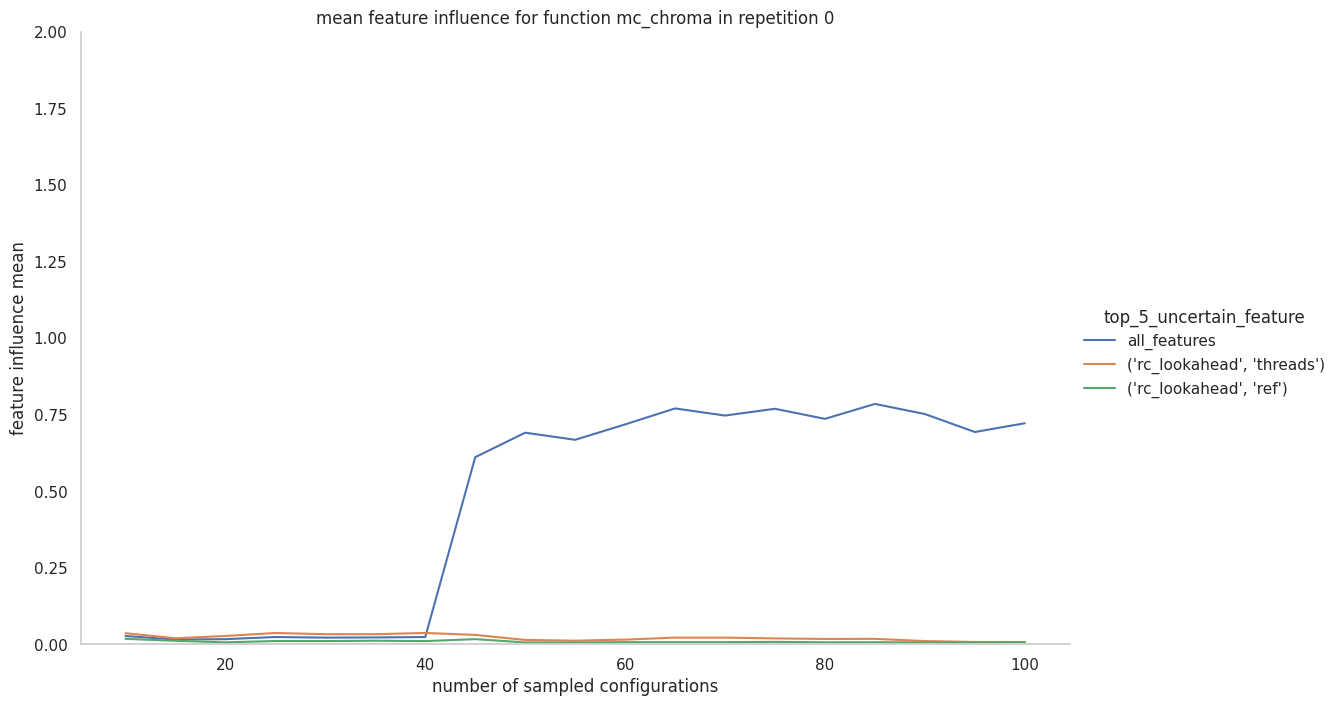 mean feature influence for function mc_chroma in repetition 0
2.00
1.75
1.50
1.25
1.00
0.75
0.50
0.25
0.00
feature influence mean
20
40
60
80
100
number of sampled configurations
top_5_uncertain_feature
all_features
('rc_lookahead', 'threads')
('rc_lookahead', 'ref')